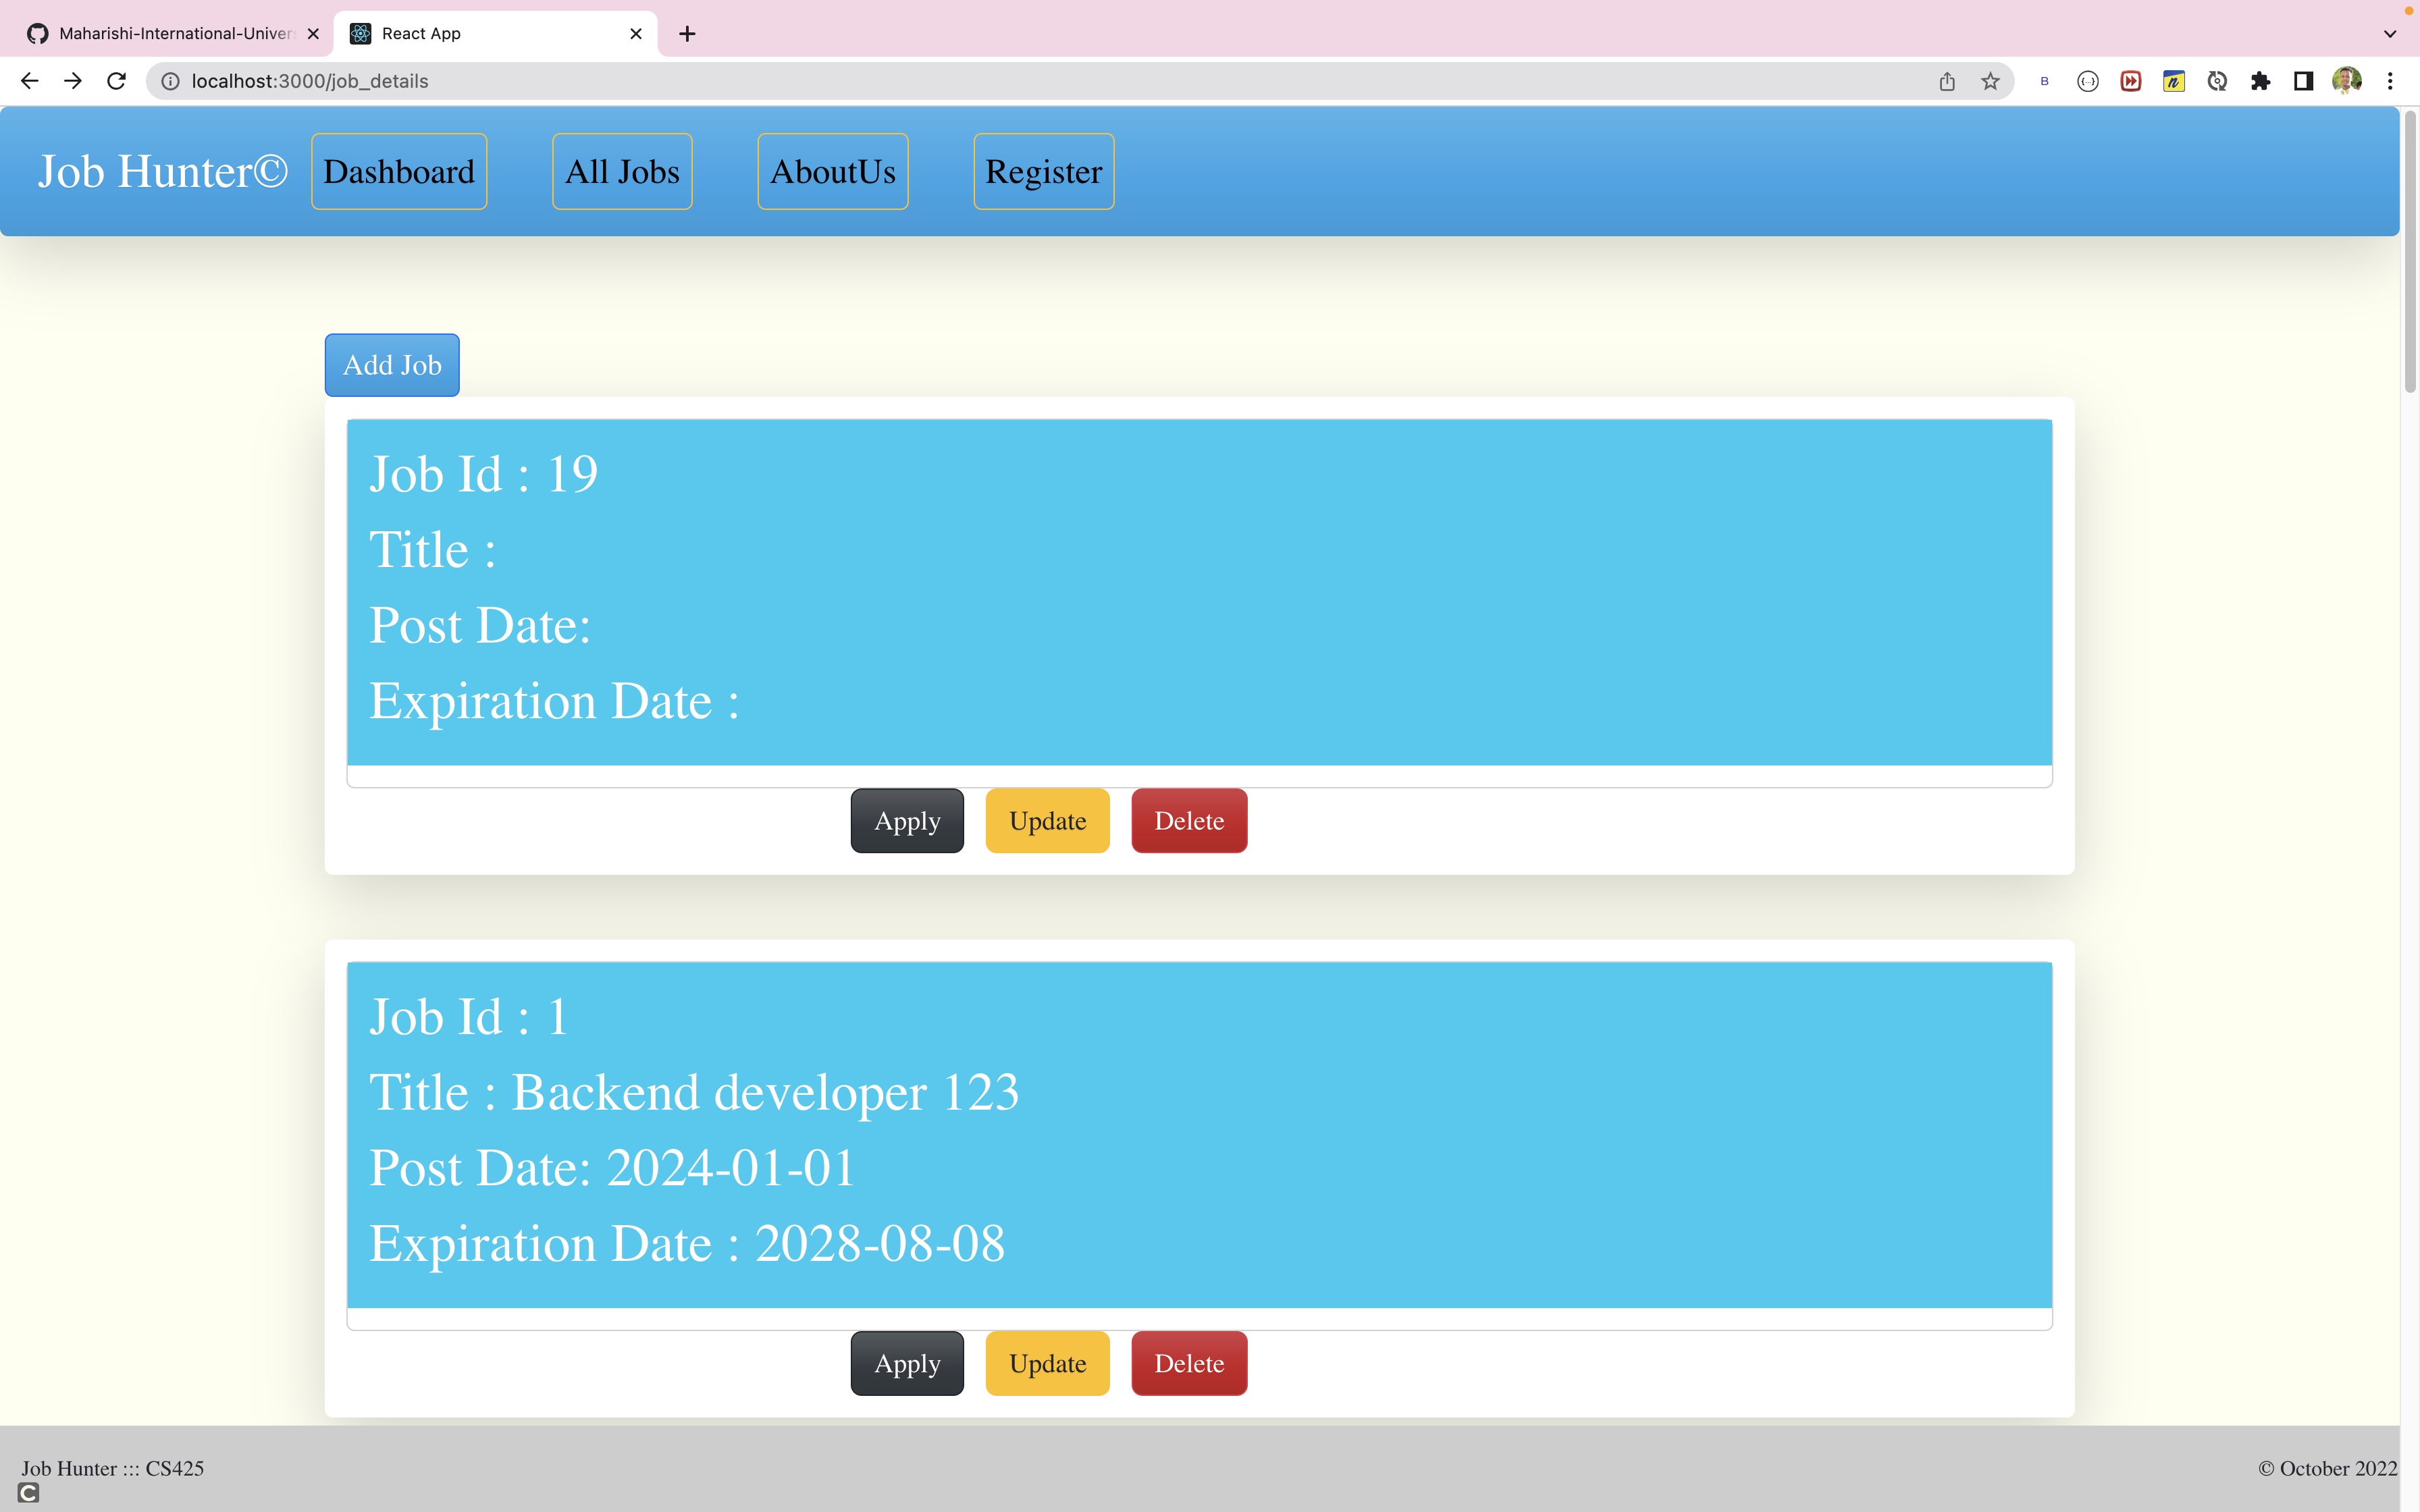 Maharishi-International-Univer
React App
localhost:3000/job_details
Job Hunter© Dashboard All Jobs AboutUs Register
Add Job
Job Id : 19
Title :
Post Date:
Expiration Date :
Apply Update Delete
Job Id : 1
Title : Backend developer 123
Post Date: 2024-01-01
Expiration Date : 2028-08-08
Apply Update Delete
Job Hunter ::: CS425
© October 2022
C